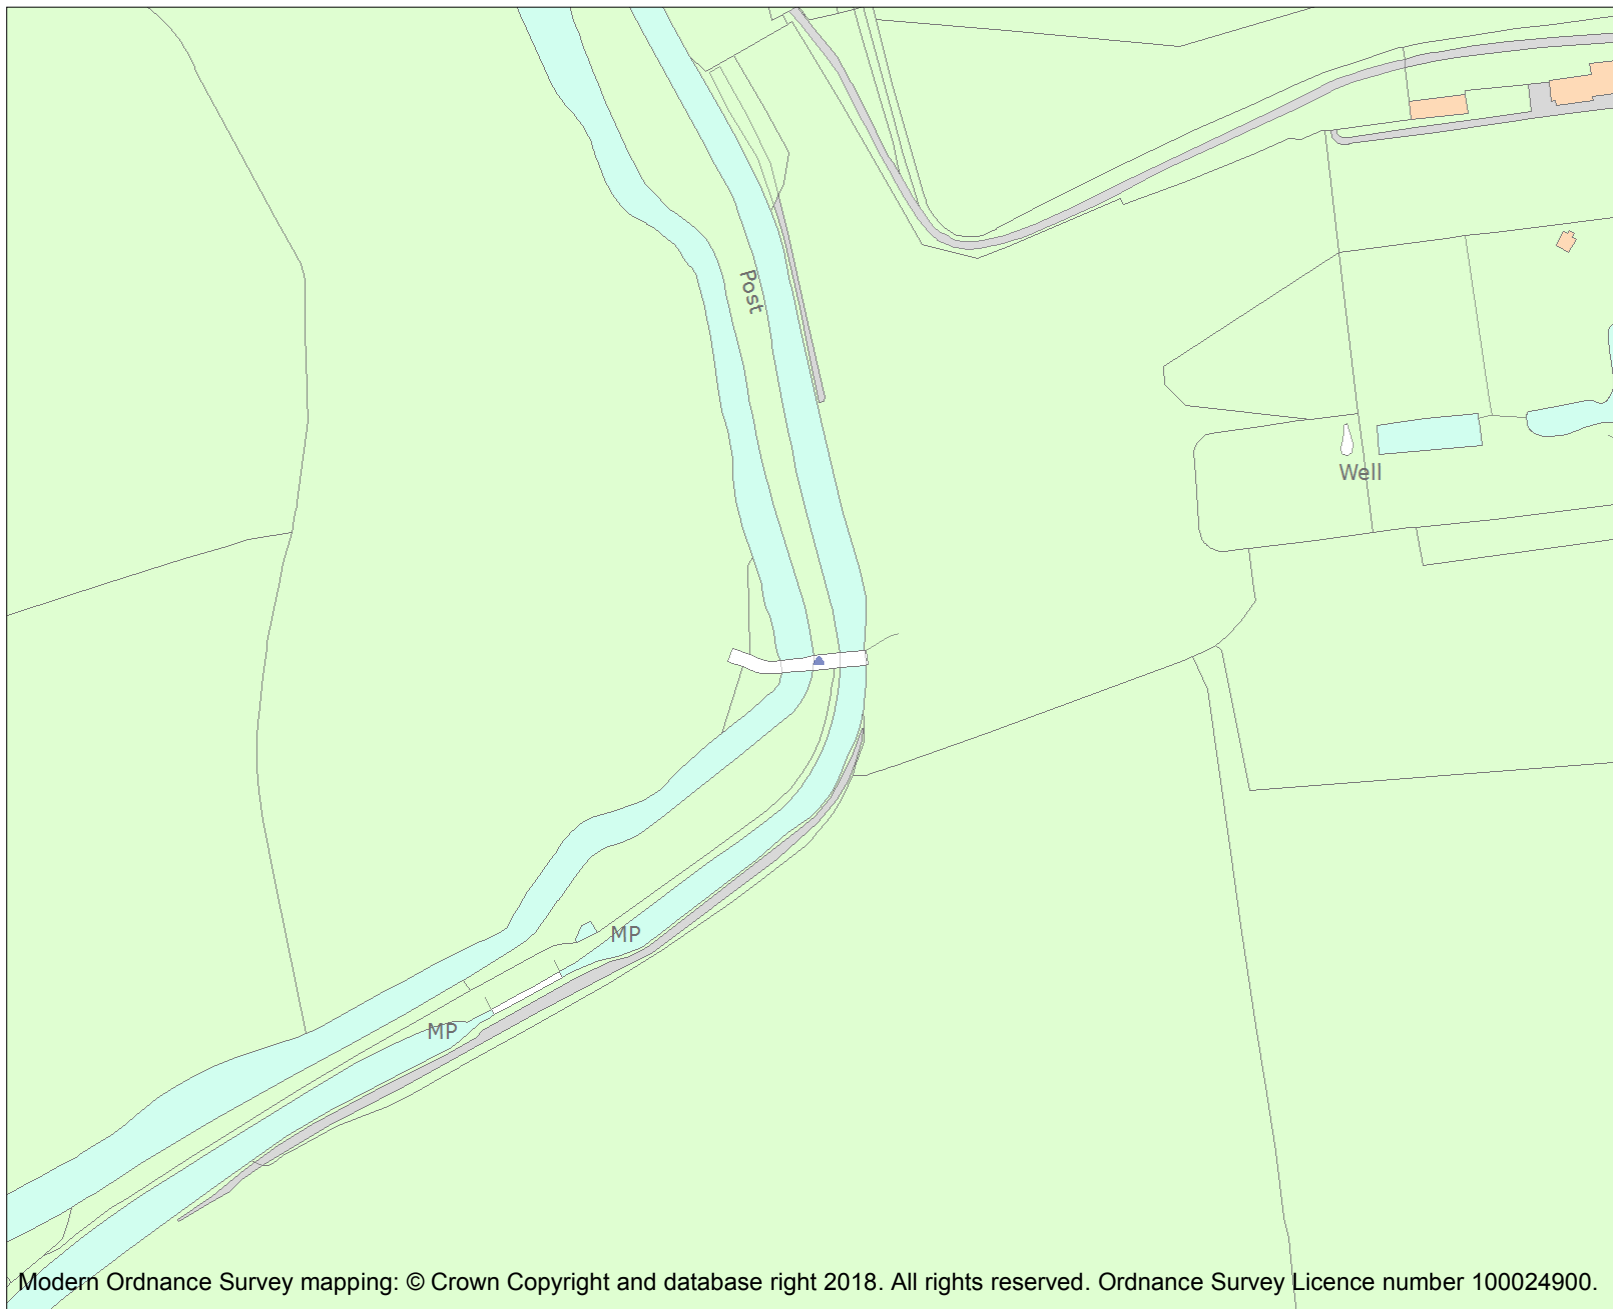 Post
Well
MP
MP
Modern Ordnance Survey mapping: © Crown Copyright and database right 2018. All rights reserved. Ordnance Survey Licence number 100024900.